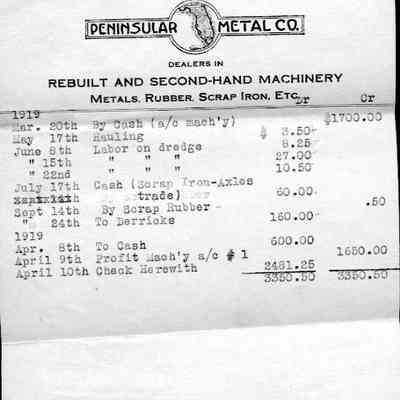 PENINSULAR METAL CO.
DEALERS IN
REBUILT AND SECOND-HAND MACHINERY
METALS, RUBBER, SCRAP IRON, ETC.
Dr Cr
1919
Mar. 20th By Cash (a/c mach'y) $1700.00
May 17th Hauling $ 3.50
June 8th Labor on dredge 8.25
" 15th " " " 27.00
" 22nd " " " 10.50
July 17th Cash (Scrap Iron-Axles
trade) 60.00
Sept 14th By Scrap Rubber - .50
" 24th To Derricks 160.00
1919
Apr. 8th To Cash 600.00
April 9th Profit Mach'y a/c # 1 1650.00
April 10th Check Herewith 2481.25
3350.50 3350.50